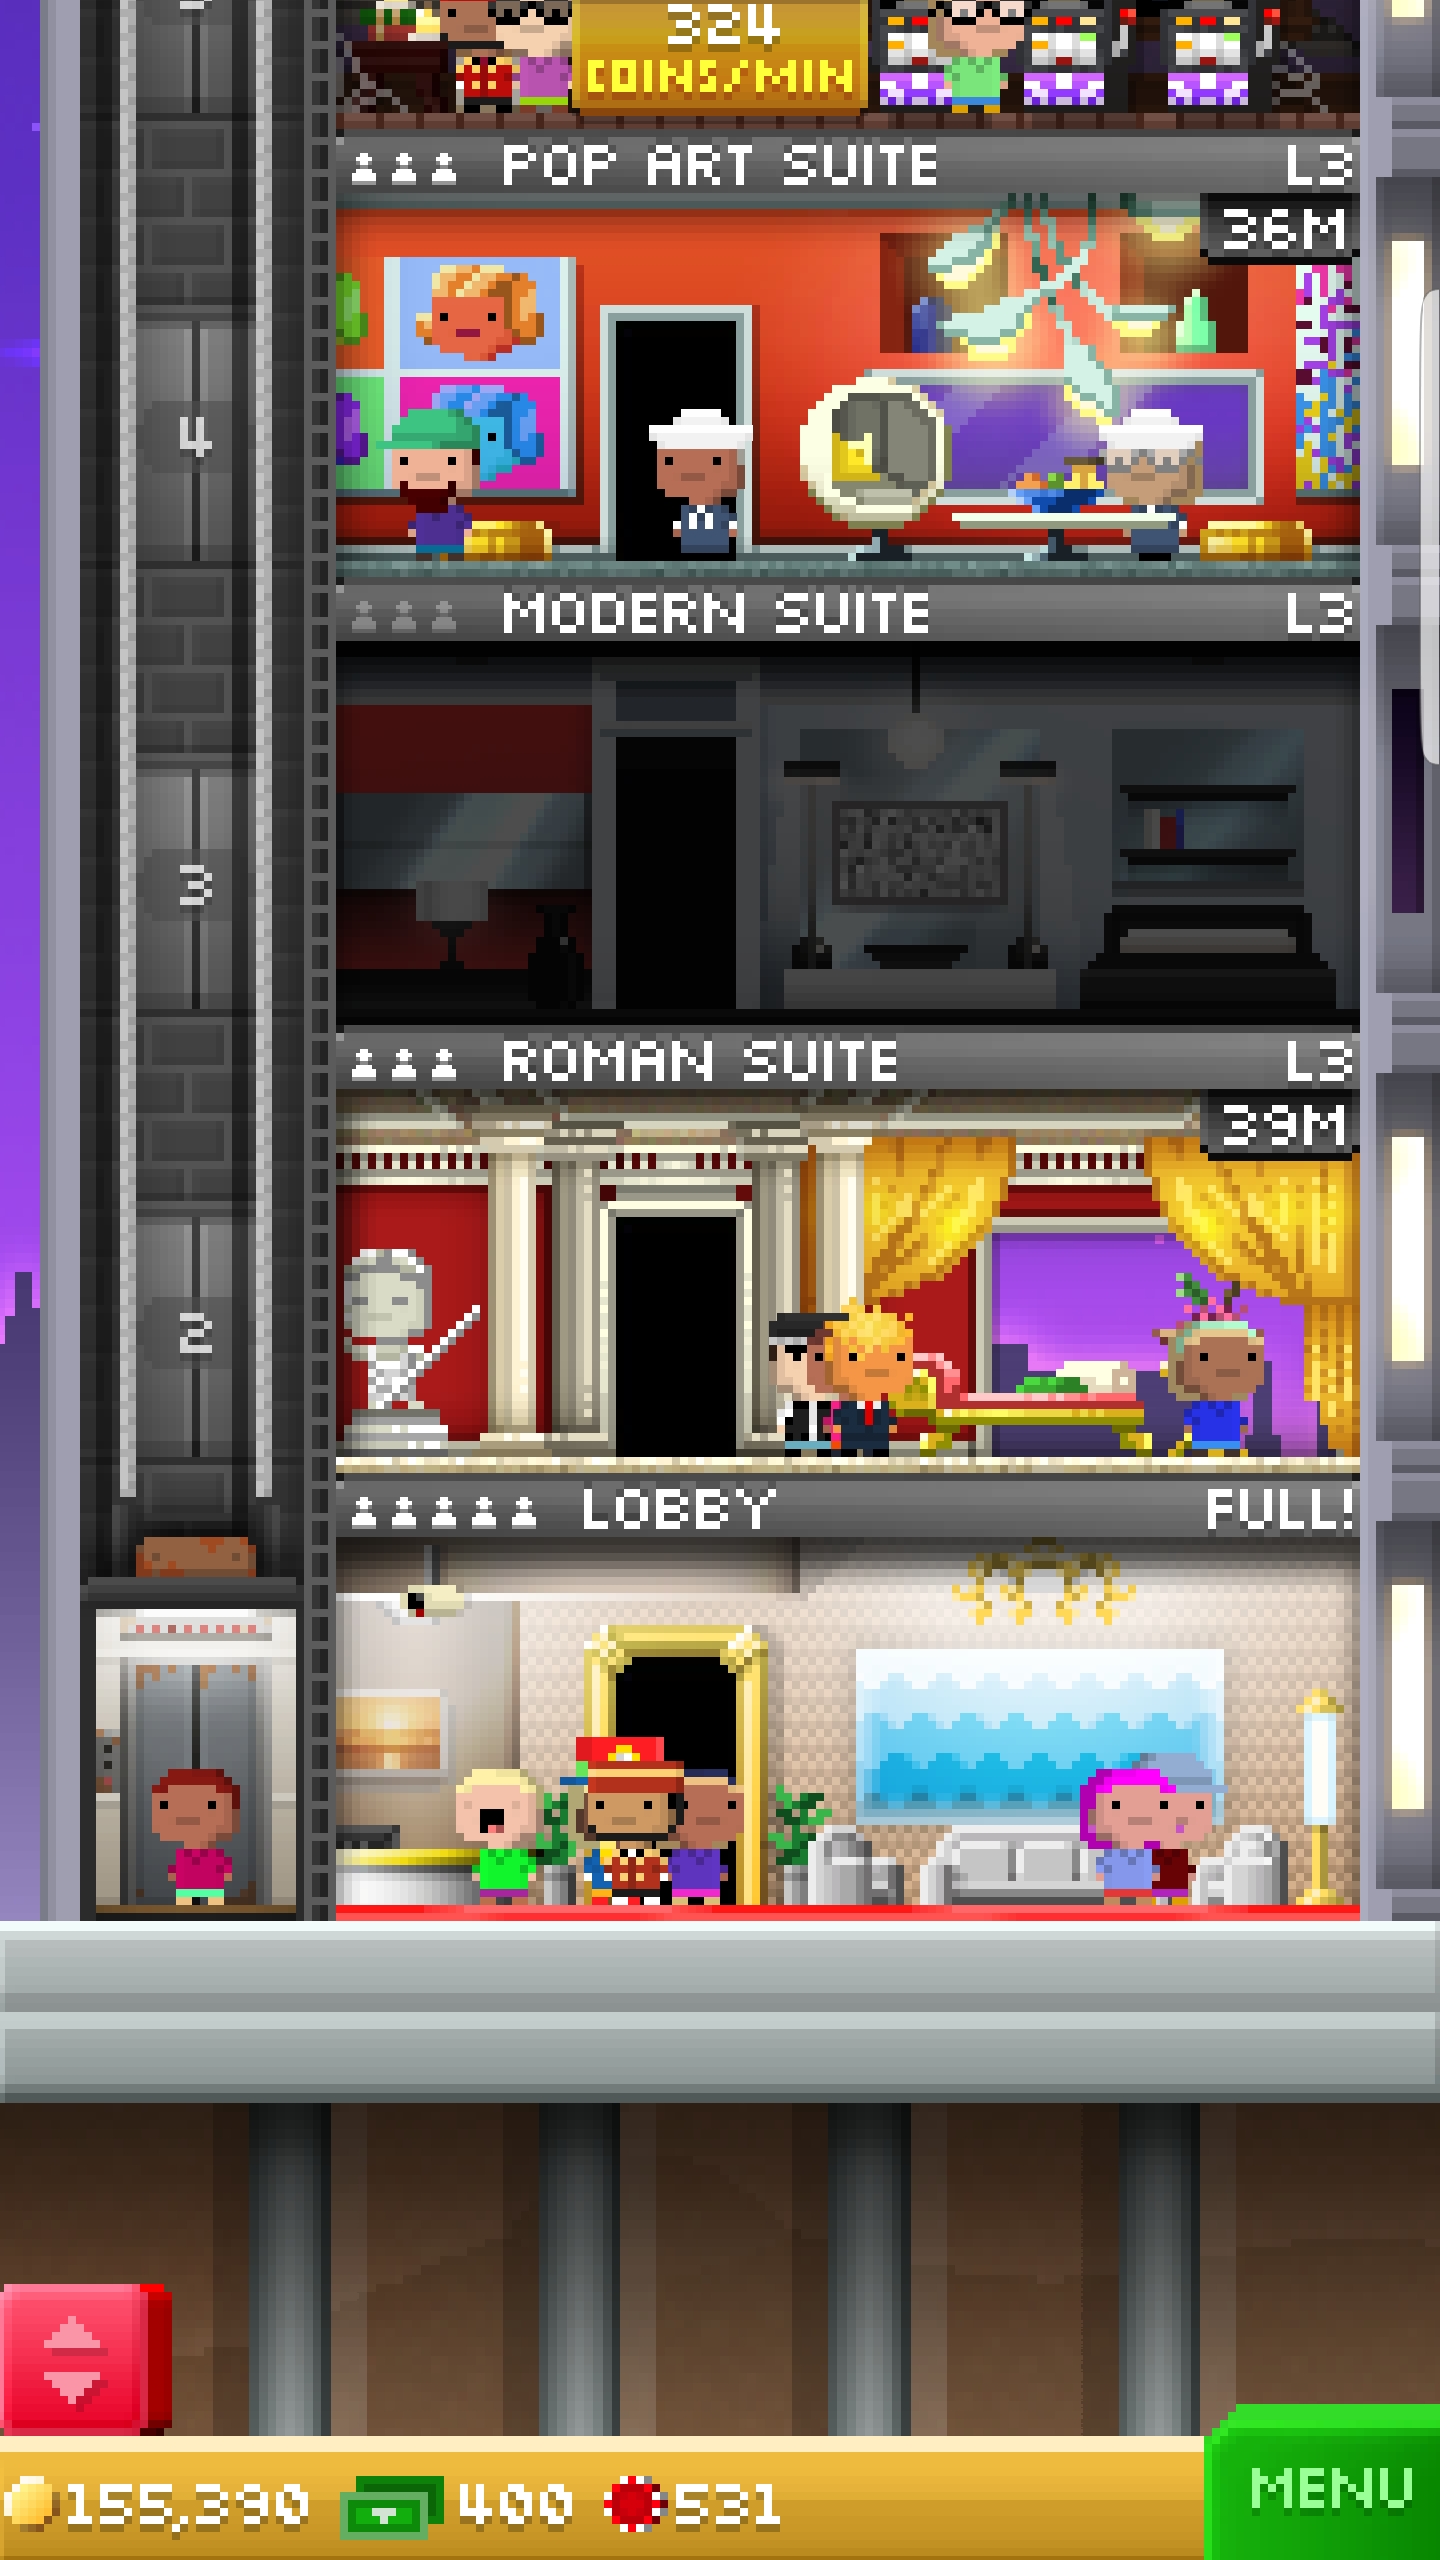 324
COINS/MIN
POP ART SUITE L3
36M
4
MODERN SUITE L3
3
ROMAN SUITE L3
39M
2
LOBBY FULL!
155,390 400 531
MENU